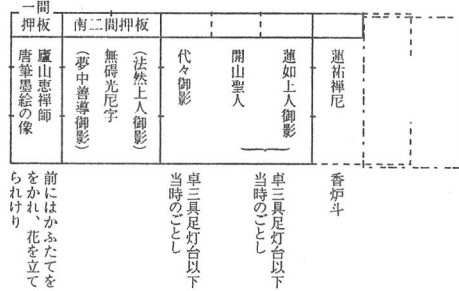 一間
押板
南二間押板
蓮祐禅尼
蓮如上人御影
開山聖人
代々御影
(法然上人御影)
無碍光尼字
(夢中善導御影)
廬山恵禅師
唐筆墨絵の像
香炉斗
卓三具足灯台以下
当時のごとし
卓三具足灯台以下
当時のごとし
前にはかふたてを
をかれ、花を立て
られけり